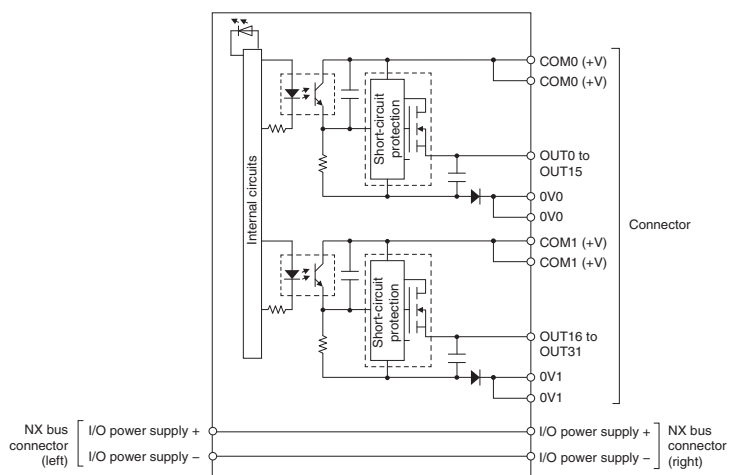 COM0 (+V)
COM0 (+V)
Short-circuit
protection
OUT0 to
OUT15
0V0
0V0
Internal circuits
Connector
COM1 (+V)
COM1 (+V)
Short-circuit
protection
OUT16 to
OUT31
0V1
0V1
NX bus
connector
(left)
I/O power supply +
I/O power supply −
I/O power supply +
I/O power supply −
NX bus
connector
(right)